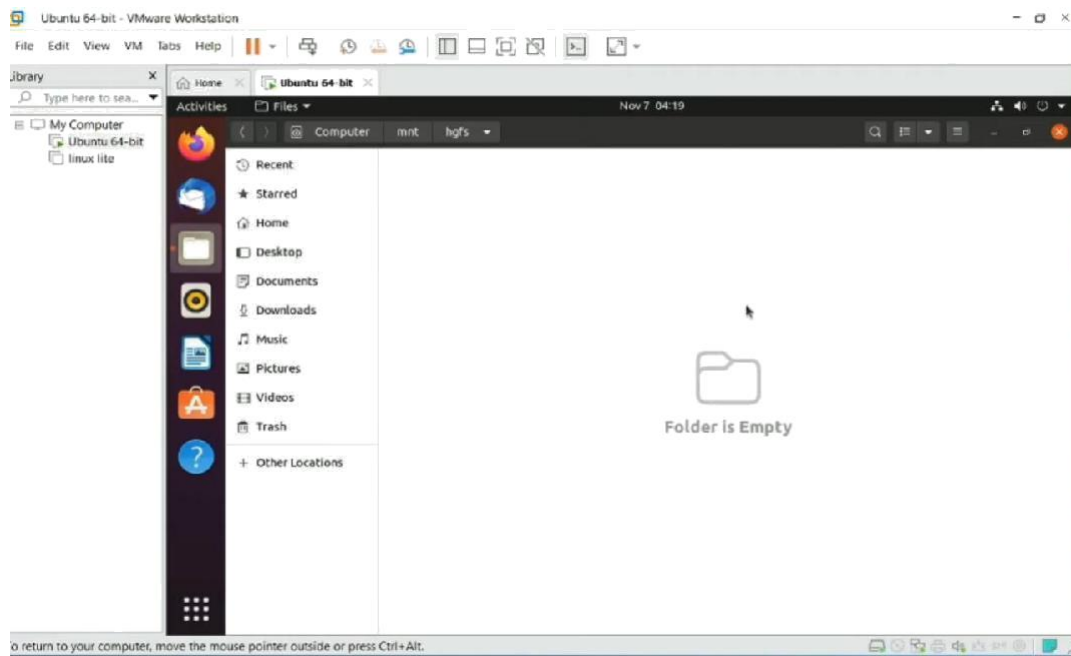 Ubuntu 64-bit - VMware Workstation
File Edit View VM Tabs Help
Library X
Home
Ubuntu 64-bit
Type here to sea...
Activities Files Nov 7 04:19
My Computer
Ubuntu 64-bit
linux lite
Computer mnt hgfs
Recent
Starred
Home
Desktop
Documents
Downloads
Music
Pictures
Videos
Trash
+ Other Locations
Folder is Empty
?
o return to your computer, move the mouse pointer outside or press Ctrl+Alt.